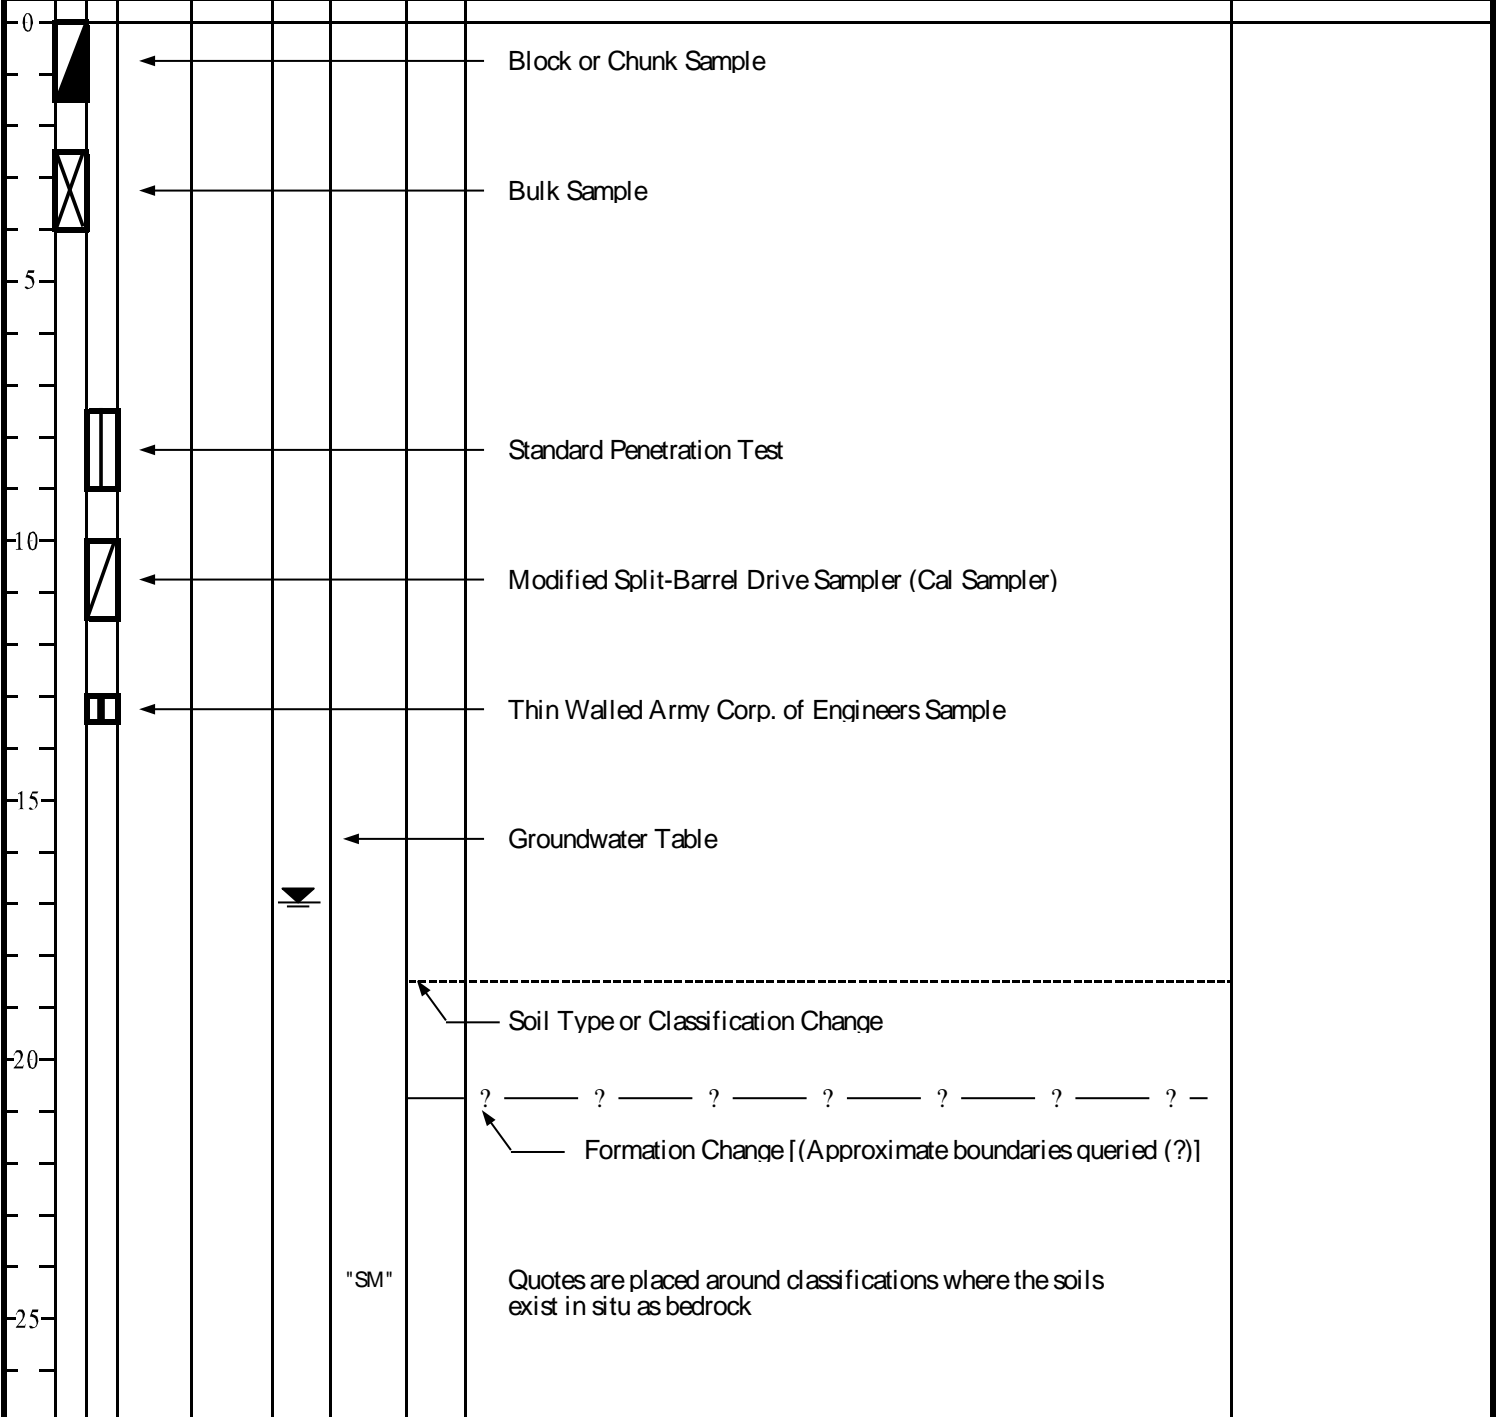 0
Block or Chunk Sample
Bulk Sample
5
Standard Penetration Test
10
Modified Split-Barrel Drive Sampler (Cal Sampler)
Thin Walled Army Corp. of Engineers Sample
15
Groundwater Table
Soil Type or Classification Change
20
? ? ? ? ? ? ?
Formation Change [(Approximate boundaries queried (?)]
"SM" Quotes are placed around classifications where the soils
exist in situ as bedrock
25